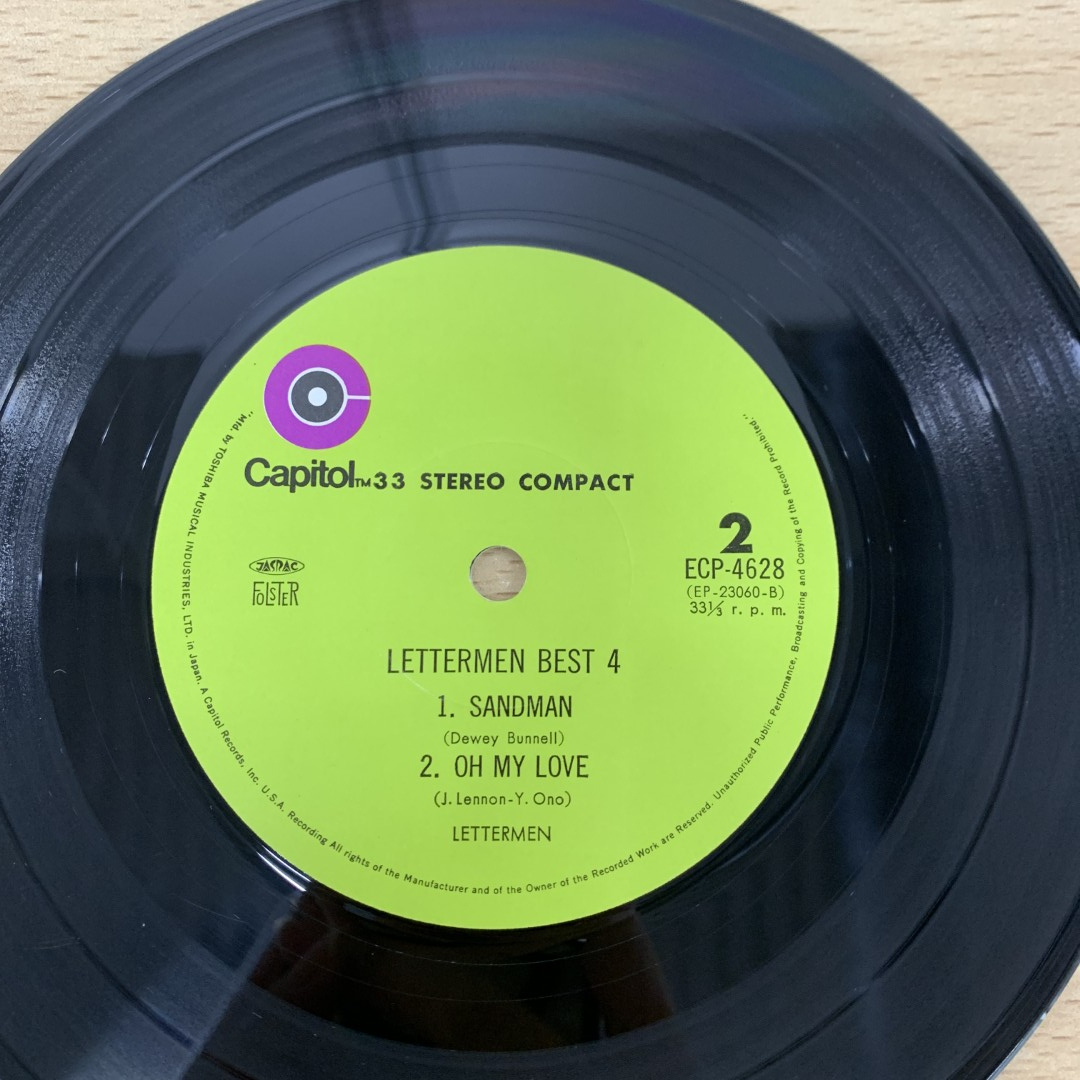 Capitol™ 33 STEREO COMPACT
2
ECP-4628
(EP-23060-B)
33⅓ r. p. m.
JASRAC
FOLSTER
LETTERMEN BEST 4
1. SANDMAN
(Dewey Bunnell)
2. OH MY LOVE
(J. Lennon-Y. Ono)
LETTERMEN
"Mfd. by TOSHIBA MUSICAL INDUSTRIES, LTD. in Japan. A Capitol Records, Inc. U.S.A. Recording All rights of the Manufacturer and of the Owner of the Recorded Work are Reserved. Unauthorized Public Performance, Broadcasting and Copying of the Record Prohibited."